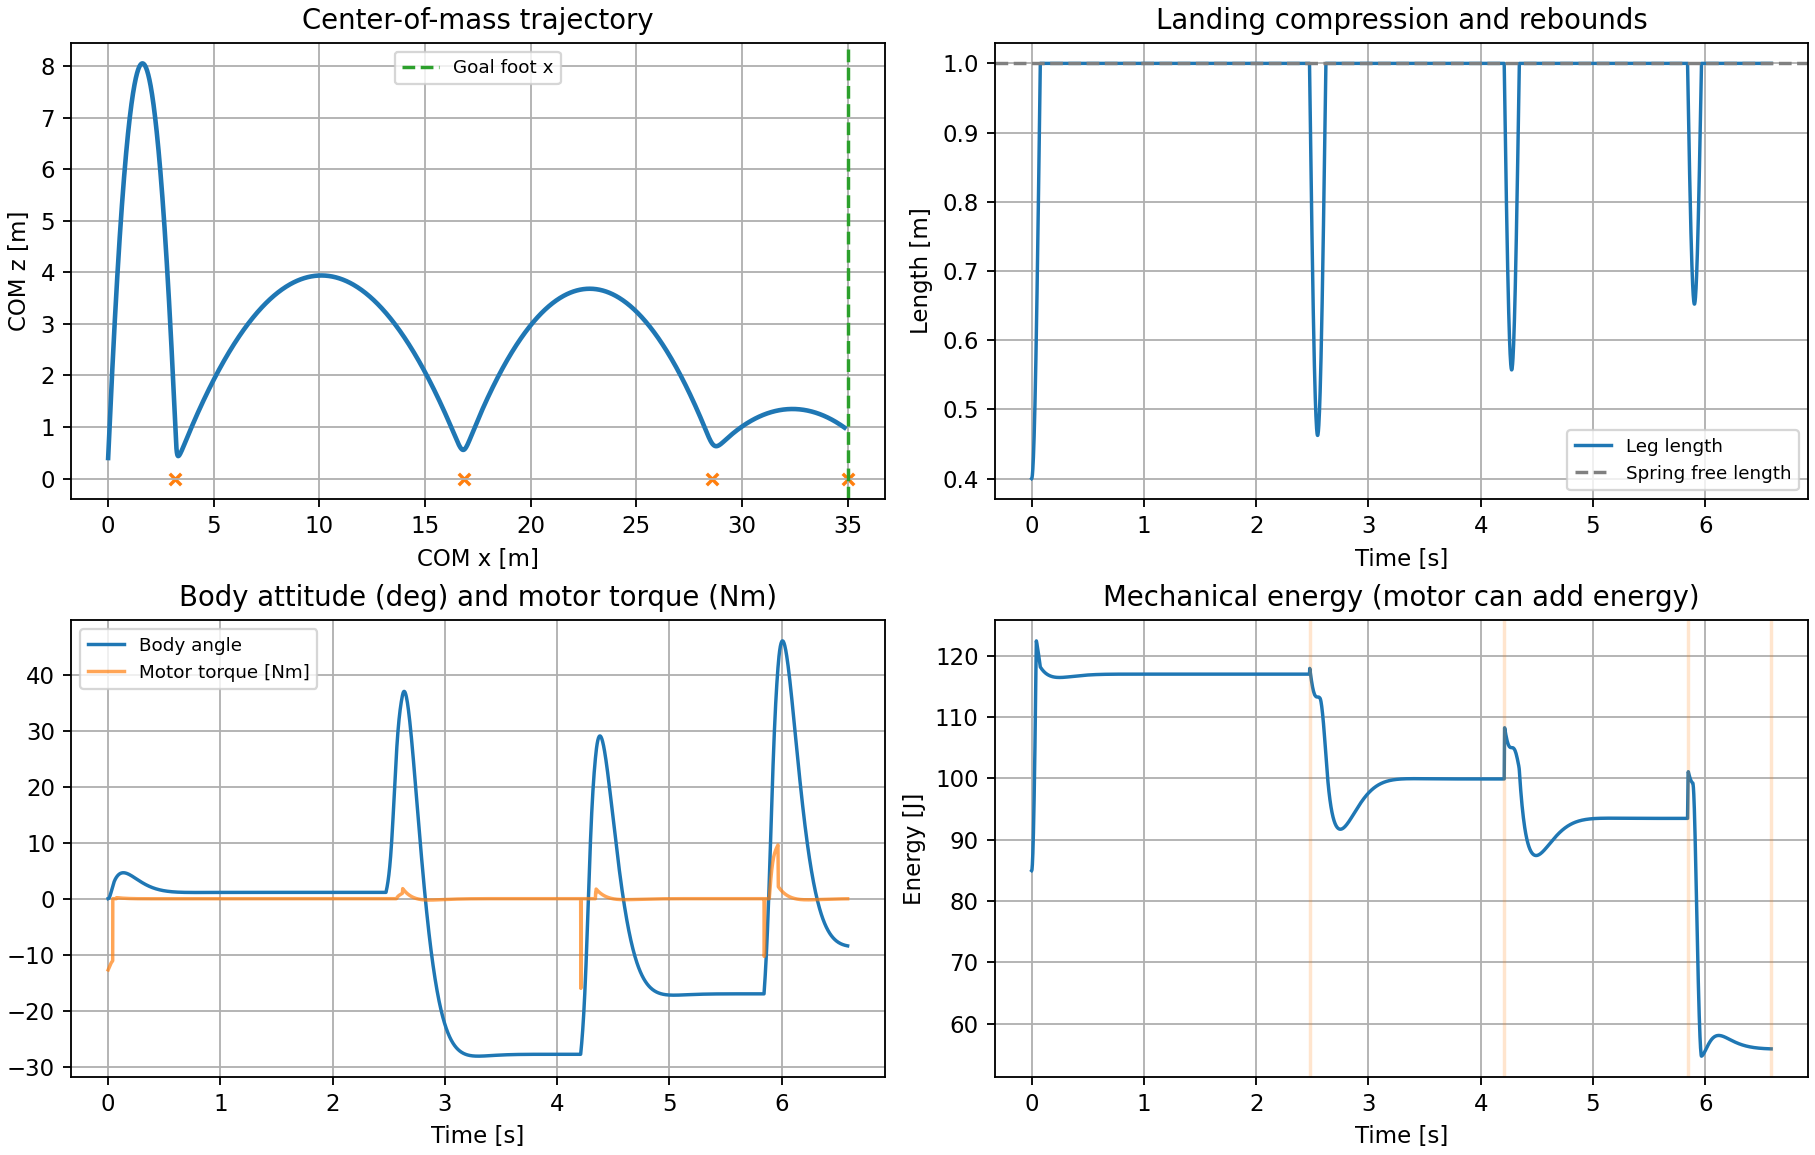 Center-of-mass trajectory
Goal foot x
COM z [m]
8
7
6
5
4
3
2
1
0
0 5 10 15 20 25 30 35
COM x [m]
Landing compression and rebounds
Length [m]
1.0
0.9
0.8
0.7
0.6
0.5
0.4
Leg length
Spring free length
0 1 2 3 4 5 6
Time [s]
Body attitude (deg) and motor torque (Nm)
Body angle
Motor torque [Nm]
40
30
20
10
0
−10
−20
−30
0 1 2 3 4 5 6
Time [s]
Mechanical energy (motor can add energy)
Energy [J]
120
110
100
90
80
70
60
0 1 2 3 4 5 6
Time [s]